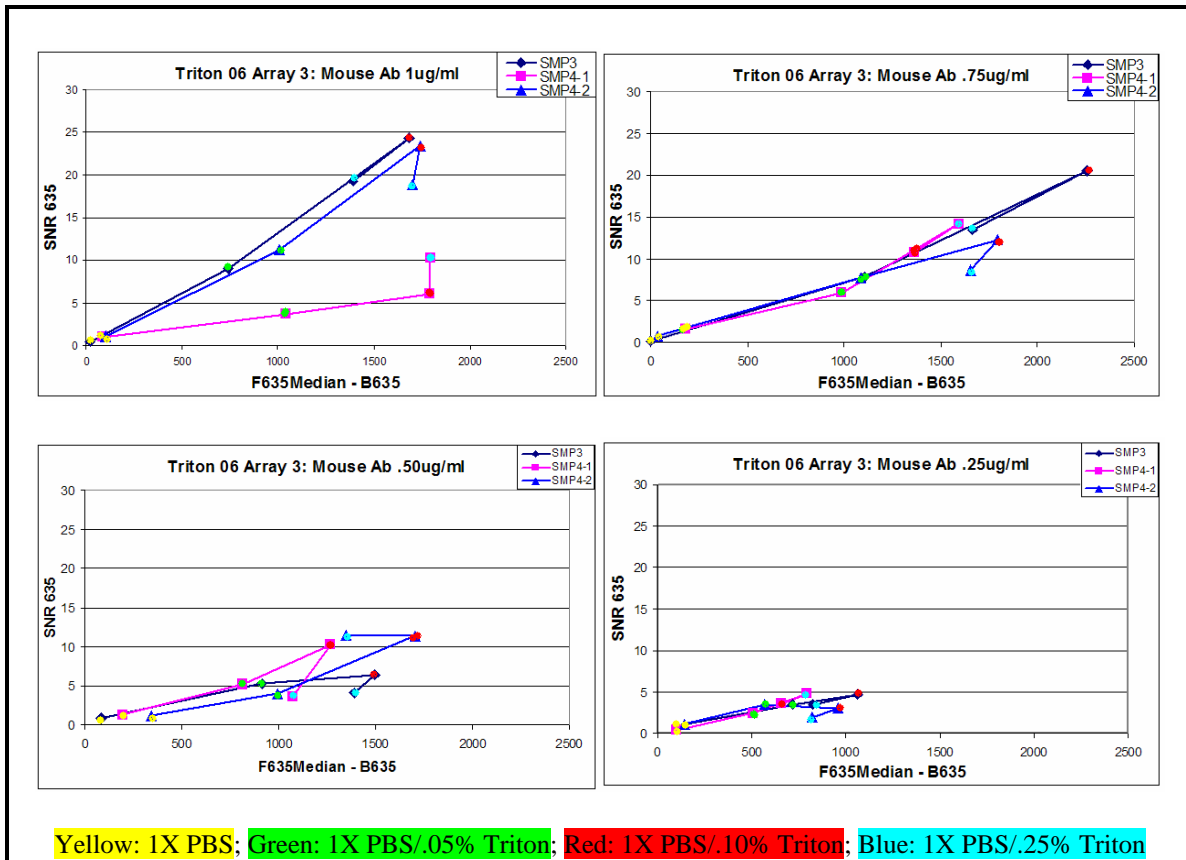 Triton 06 Array 3: Mouse Ab 1ug/ml
SMP3
SMP4-1
SMP4-2
30
25
20
15
10
5
0
SNR 635
0
500
1000
1500
2000
2500
F635Median - B635
Triton 06 Array 3: Mouse Ab .75ug/ml
SMP3
SMP4-1
SMP4-2
30
25
20
15
10
5
0
SNR 635
0
500
1000
1500
2000
2500
F635Median - B635
Triton 06 Array 3: Mouse Ab .50ug/ml
SMP3
SMP4-1
SMP4-2
30
25
20
15
10
5
0
SNR 635
0
500
1000
1500
2000
2500
F635Median - B635
Triton 06 Array 3: Mouse Ab .25ug/ml
SMP3
SMP4-1
SMP4-2
30
25
20
15
10
5
0
SNR 635
0
500
1000
1500
2000
2500
F635Median - B635
Yellow: 1X PBS; Green: 1X PBS/.05% Triton; Red: 1X PBS/.10% Triton; Blue: 1X PBS/.25% Triton